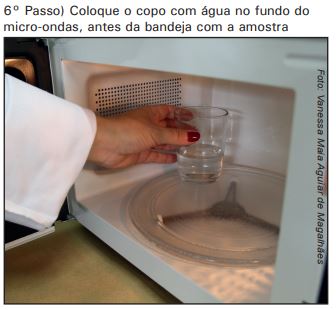 6º Passo) Coloque o copo com água no fundo do
micro-ondas, antes da bandeja com a amostra
Foto: Vanessa Maia Aguiar de Magalhães